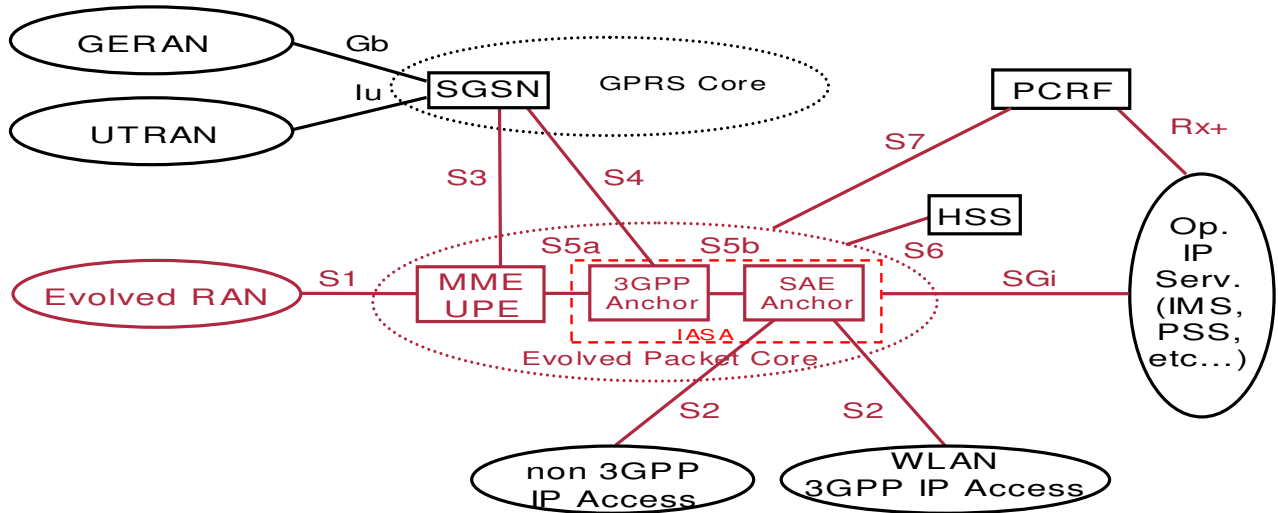 GERAN
Gb
GPRS Core
SGSN
PCRF
Iu
UTRAN
Rx+
S7
S3
S4
HSS
Op.
IP
Serv.
(IMS,
PSS,
etc...)
S5a
S5b
S6
S1
MME
UPE
3GPP
Anchor
SAE
Anchor
SGi
Evolved RAN
IASA
Evolved Packet Core
S2
S2
non 3GPP
IP Access
WLAN
3GPP IP Access